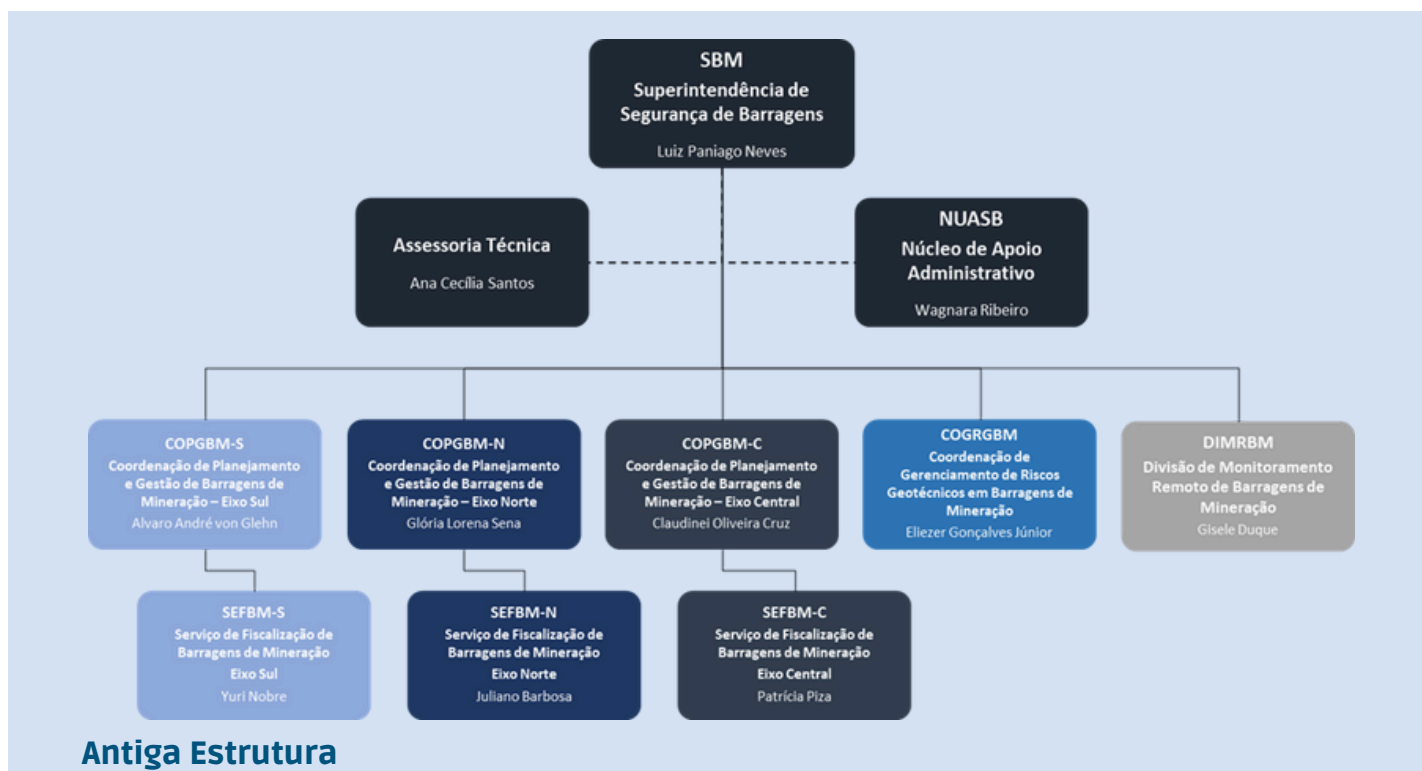 SBM
Superintendência de
Segurança de Barragens
Luiz Paniago Neves
Assessoria Técnica
Ana Cecília Santos
NUASB
Núcleo de Apoio
Administrativo
Wagnara Ribeiro
COPGBM-S
Coordenação de Planejamento
e Gestão de Barragens de
Mineração – Eixo Sul
Alvaro André von Glehn
COPGBM-N
Coordenação de Planejamento
e Gestão de Barragens de
Mineração – Eixo Norte
Glória Lorena Sena
COPGBM-C
Coordenação de Planejamento
e Gestão de Barragens de
Mineração – Eixo Central
Claudinei Oliveira Cruz
COGRGBM
Coordenação de
Gerenciamento de Riscos
Geotécnicos em Barragens de
Mineração
Eliezer Gonçalves Júnior
DIMRBM
Divisão de Monitoramento
Remoto de Barragens de
Mineração
Gisele Duque
SEFBM-S
Serviço de Fiscalização de
Barragens de Mineração
Eixo Sul
Yuri Nobre
SEFBM-N
Serviço de Fiscalização de
Barragens de Mineração
Eixo Norte
Juliano Barbosa
SEFBM-C
Serviço de Fiscalização de
Barragens de Mineração
Eixo Central
Patrícia Piza
Antiga Estrutura